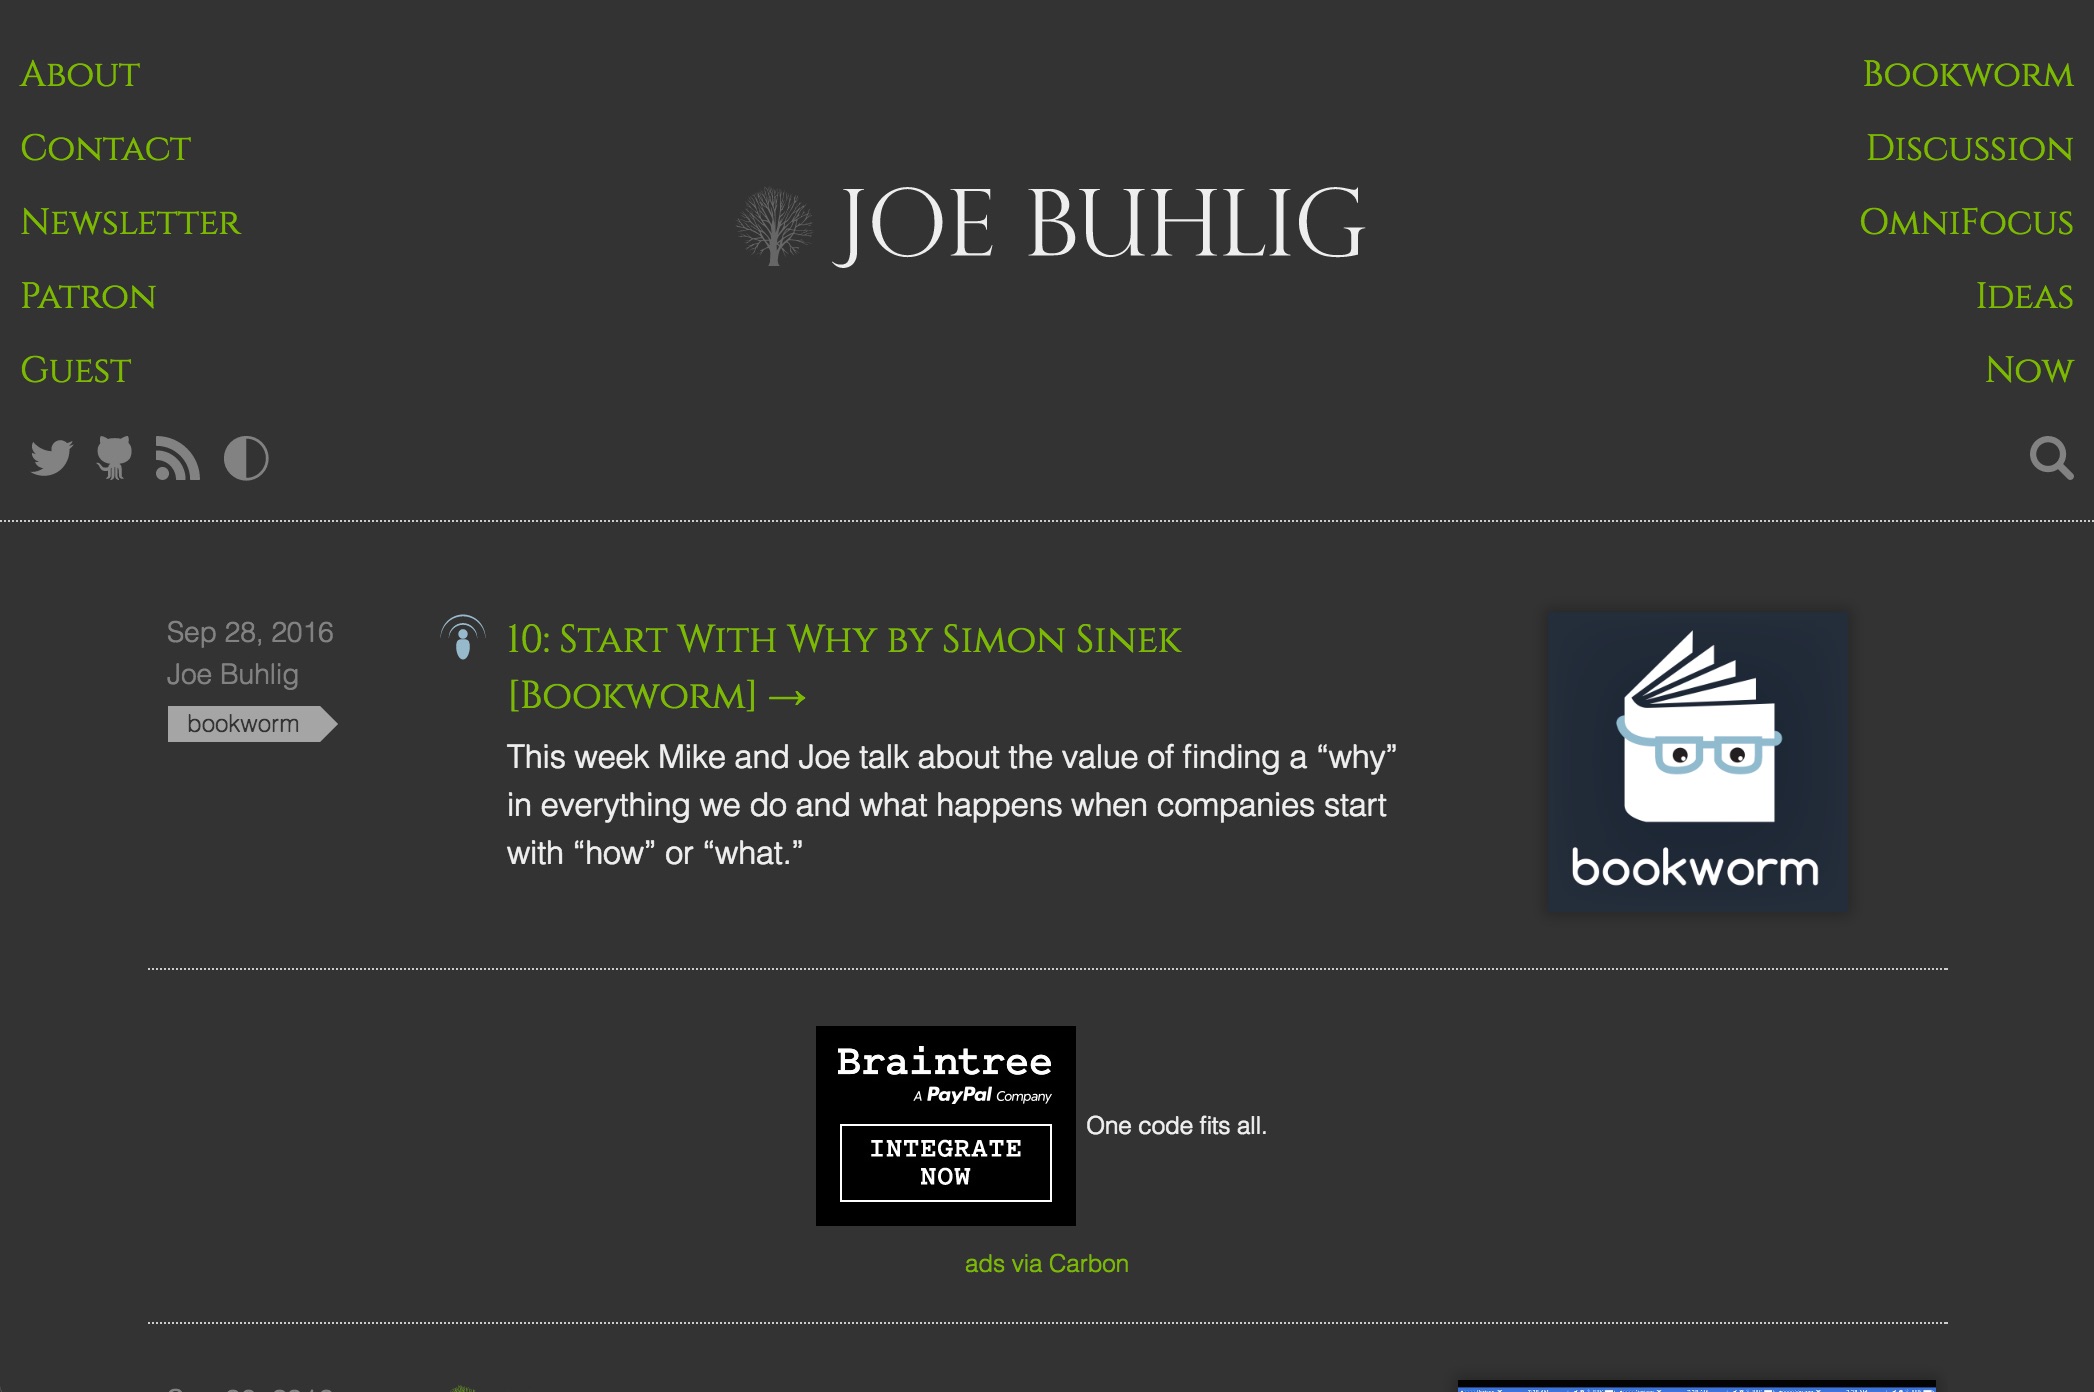 About
Contact
Newsletter
Patron
Guest
JOE BUHLIG
Bookworm
Discussion
OmniFocus
Ideas
Now
Sep 28, 2016
Joe Buhlig
bookworm
10: Start With Why by Simon Sinek
[Bookworm] →
This week Mike and Joe talk about the value of finding a “why”
in everything we do and what happens when companies start
with “how” or “what.”
bookworm
Braintree
A PayPal Company
INTEGRATE
NOW
One code fits all.
ads via Carbon